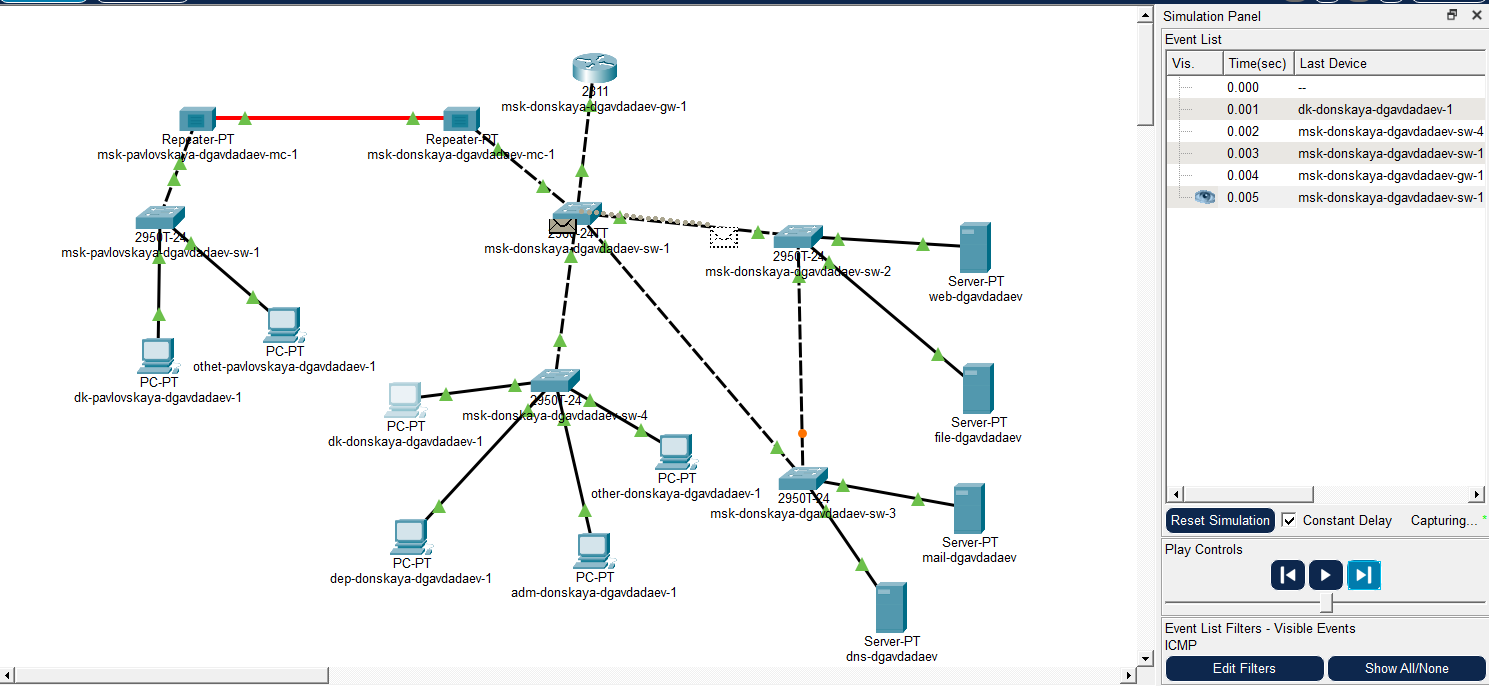 2811
msk-donskaya-dgavdadaev-gw-1
Repeater-PT
msk-pavlovskaya-dgavdadaev-mc-1
Repeater-PT
msk-donskaya-dgavdadaev-mc-1
2950T-24
msk-pavlovskaya-dgavdadaev-sw-1
2960-24TT
msk-donskaya-dgavdadaev-sw-1
2950T-24
msk-donskaya-dgavdadaev-sw-2
Server-PT
web-dgavdadaev
PC-PT
othet-pavlovskaya-dgavdadaev-1
PC-PT
dk-pavlovskaya-dgavdadaev-1
2950T-24
msk-donskaya-dgavdadaev-sw-4
PC-PT
dk-donskaya-dgavdadaev-1
Server-PT
file-dgavdadaev
PC-PT
other-donskaya-dgavdadaev-1
2950T-24
msk-donskaya-dgavdadaev-sw-3
Server-PT
mail-dgavdadaev
PC-PT
dep-donskaya-dgavdadaev-1
PC-PT
adm-donskaya-dgavdadaev-1
Server-PT
dns-dgavdadaev
Simulation Panel
Event List
Vis. Time(sec) Last Device
0.000 --
0.001 dk-donskaya-dgavdadaev-1
0.002 msk-donskaya-dgavdadaev-sw-4
0.003 msk-donskaya-dgavdadaev-sw-1
0.004 msk-donskaya-dgavdadaev-gw-1
0.005 msk-donskaya-dgavdadaev-sw-1
Reset Simulation Constant Delay Capturing... *
Play Controls
Event List Filters - Visible Events
ICMP
Edit Filters Show All/None